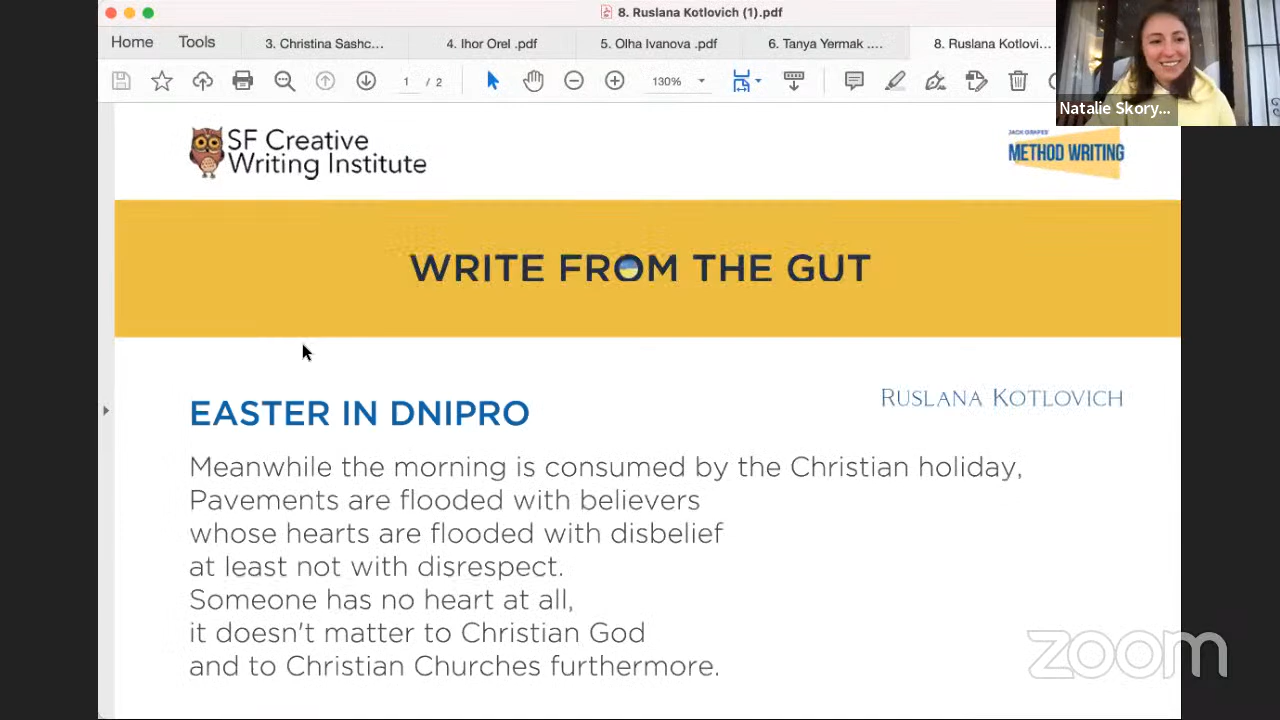 8. Ruslana Kotlovich (1).pdf
Home Tools 3. Christina Sashc... 4. Ihor Orel .pdf 5. Olha Ivanova .pdf 6. Tanya Yermak .... 8. Ruslana Kotlovi...
1 / 2 130%
Natalie Skory...
SF Creative
Writing Institute
JACK GRAPES'
METHOD WRITING
WRITE FROM THE GUT
RUSLANA KOTLOVICH
EASTER IN DNIPRO
Meanwhile the morning is consumed by the Christian holiday,
Pavements are flooded with believers
whose hearts are flooded with disbelief
at least not with disrespect.
Someone has no heart at all,
it doesn't matter to Christian God
and to Christian Churches furthermore.
zoom